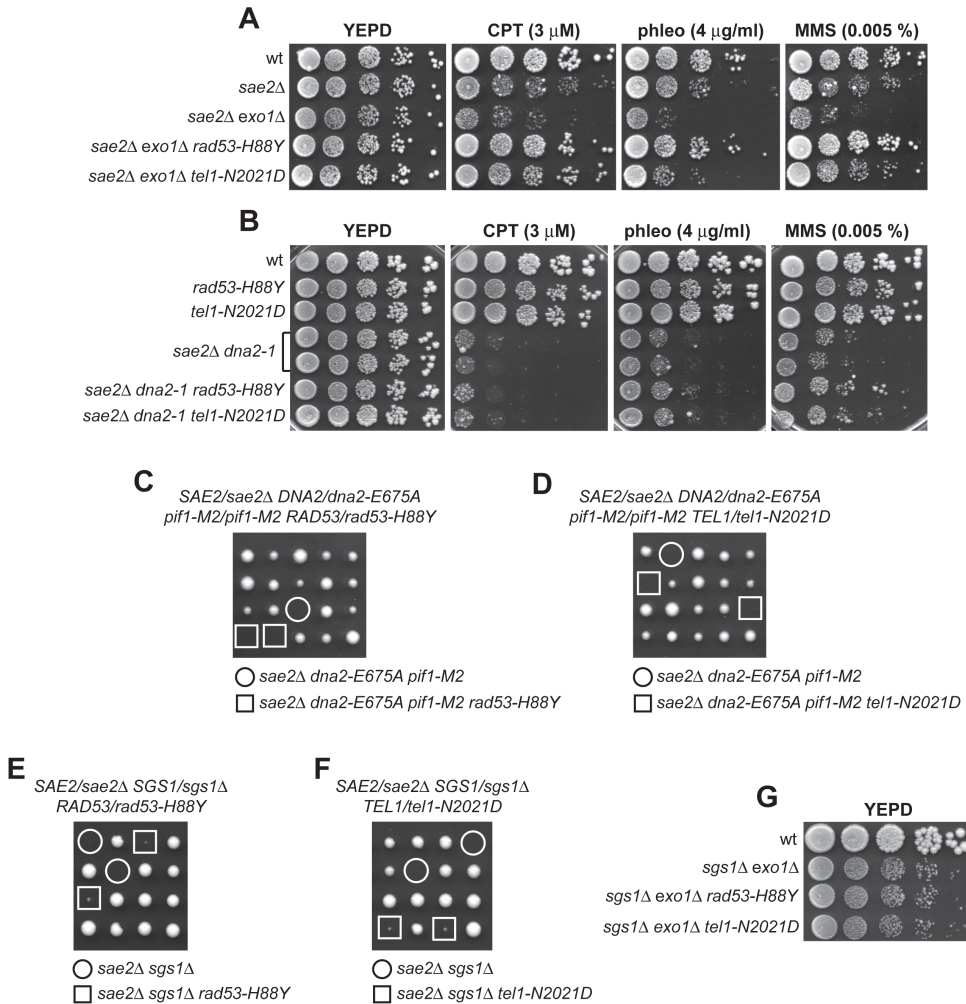 A
YEPD CPT (3 μM) phleo (4 μg/ml) MMS (0.005 %)
wt
sae2Δ
sae2Δ exo1Δ
sae2Δ exo1Δ rad53-H88Y
sae2Δ exo1Δ tel1-N2021D
B
YEPD CPT (3 μM) phleo (4 μg/ml) MMS (0.005 %)
wt
rad53-H88Y
tel1-N2021D
sae2Δ dna2-1
sae2Δ dna2-1 rad53-H88Y
sae2Δ dna2-1 tel1-N2021D
C
SAE2/sae2Δ DNA2/dna2-E675A
pif1-M2/pif1-M2 RAD53/rad53-H88Y
sae2Δ dna2-E675A pif1-M2
sae2Δ dna2-E675A pif1-M2 rad53-H88Y
D
SAE2/sae2Δ DNA2/dna2-E675A
pif1-M2/pif1-M2 TEL1/tel1-N2021D
sae2Δ dna2-E675A pif1-M2
sae2Δ dna2-E675A pif1-M2 tel1-N2021D
E
SAE2/sae2Δ SGS1/sgs1Δ
RAD53/rad53-H88Y
sae2Δ sgs1Δ
sae2Δ sgs1Δ rad53-H88Y
F
SAE2/sae2Δ SGS1/sgs1Δ
TEL1/tel1-N2021D
sae2Δ sgs1Δ
sae2Δ sgs1Δ tel1-N2021D
G
YEPD
wt
sgs1Δ exo1Δ
sgs1Δ exo1Δ rad53-H88Y
sgs1Δ exo1Δ tel1-N2021D